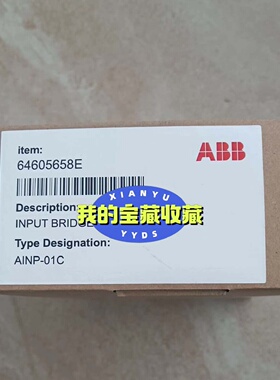 item:
ABB
64605658E
XIANYU
Description:
我的宝藏收藏
INPUT BRIDGE
YYDS
Type Designation:
AINP-01C